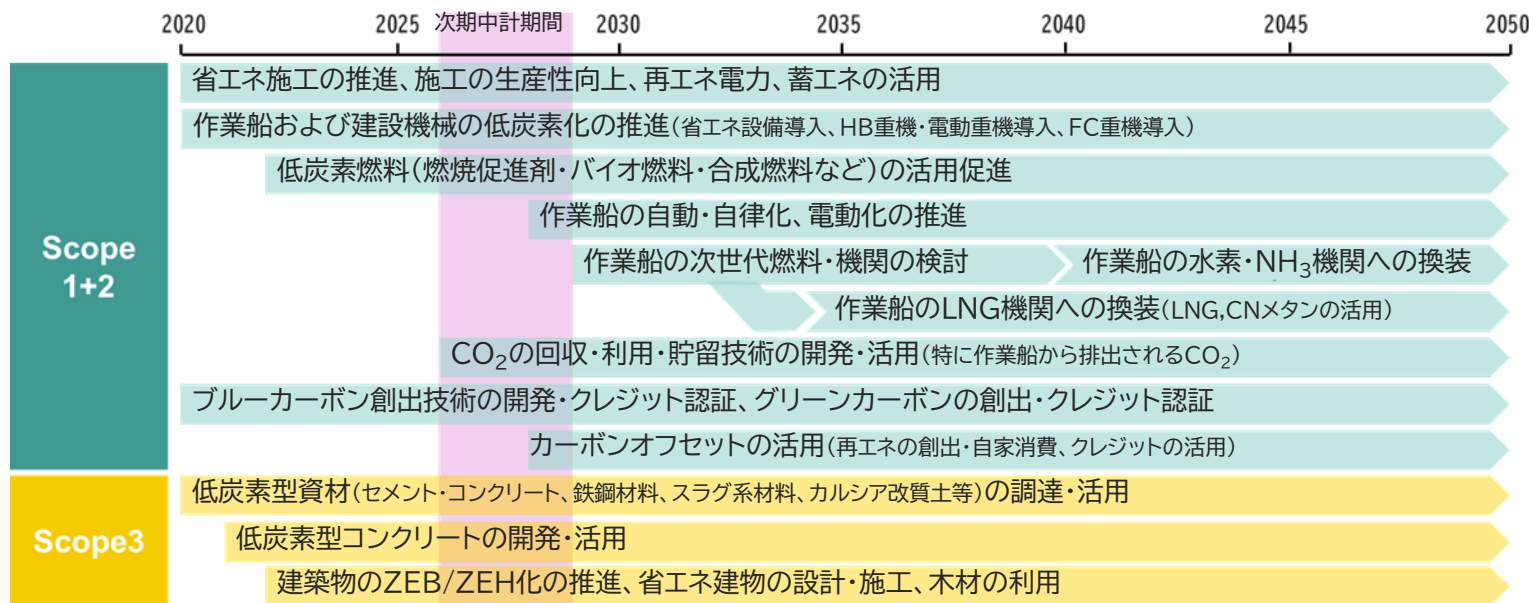 2020 2025 次期中計期間 2030 2035 2040 2045 2050
省エネ施工の推進、施工の生産性向上、再エネ電力、蓄エネの活用
作業船および建設機械の低炭素化の推進(省エネ設備導入、HB重機・電動重機導入、FC重機導入)
低炭素燃料(燃焼促進剤・バイオ燃料・合成燃料など)の活用促進
作業船の自動・自律化、電動化の推進
Scope
1+2
作業船の次世代燃料・機関の検討 作業船の水素・NH₃機関への換装
作業船のLNG機関への換装(LNG,CNメタンの活用)
CO₂の回収・利用・貯留技術の開発・活用(特に作業船から排出されるCO₂)
ブルーカーボン創出技術の開発・クレジット認証、グリーンカーボンの創出・クレジット認証
カーボンオフセットの活用(再エネの創出・自家消費、クレジットの活用)
低炭素型資材(セメント・コンクリート、鉄鋼材料、スラグ系材料、カルシア改質土等)の調達・活用
Scope3
低炭素型コンクリートの開発・活用
建築物のZEB/ZEH化の推進、省エネ建物の設計・施工、木材の利用